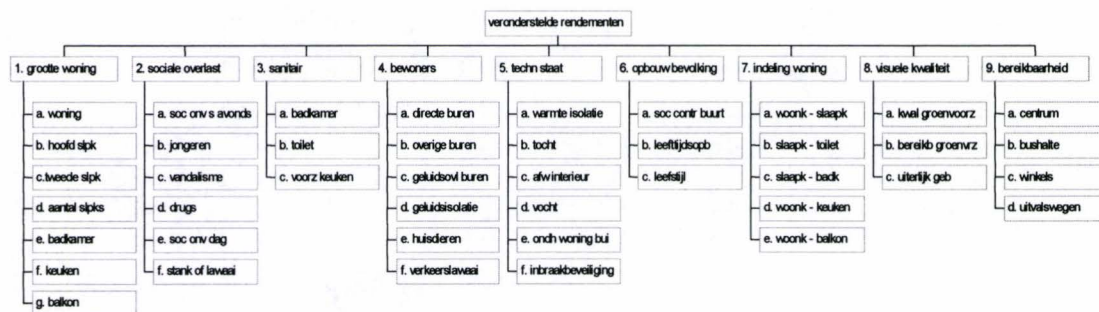 veronderstelde rendementen
1. grootte woning
a. woning
b. hoofd slpk
c.tweede slpk
d. aantal slpks
e. badkamer
f. keuken
g. balkon
2. sociale overlast
a. soc onv s avonds
b. jongeren
c. vandalisme
d. drugs
e. soc onv dag
f. stank of lawaai
3. sanitair
a. badkamer
b. toilet
c. voorz keuken
4. bewoners
a. directe buren
b. overige buren
c. geluidsovl buren
d. geluidsisolatie
e. huisdieren
f. verkeerslawaai
5. techn staat
a. warmte isolatie
b. tocht
c. afw interieur
d. vocht
e. ondh woning bui
f. inbraakbeveiliging
6. opbouw bevolking
a. soc contr buurt
b. leeftijdsopb
c. leefstijl
7. indeling woning
a. woonk - slaapk
b. slaapk - toilet
c. slaapk - badk
d. woonk - keuken
e. woonk - balkon
8. visuele kwaliteit
a. kwal groenvoorz
b. bereikb groenvrz
c. uiterlijk geb
9. bereikbaarheid
a. centrum
b. bushalte
c. winkels
d. uitvalswegen